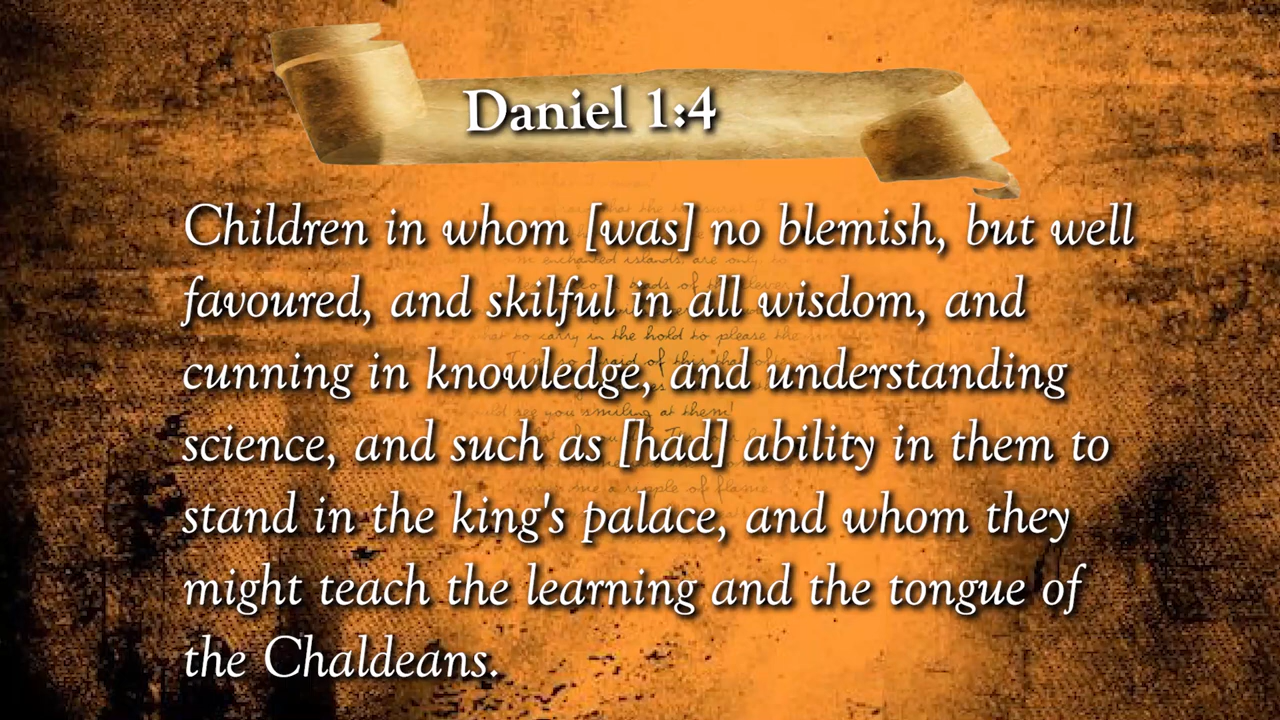 Daniel 1:4
Children in whom [was] no blemish, but well
favoured, and skilful in all wisdom, and
cunning in knowledge, and understanding
science, and such as [had] ability in them to
stand in the king's palace, and whom they
might teach the learning and the tongue of
the Chaldeans.